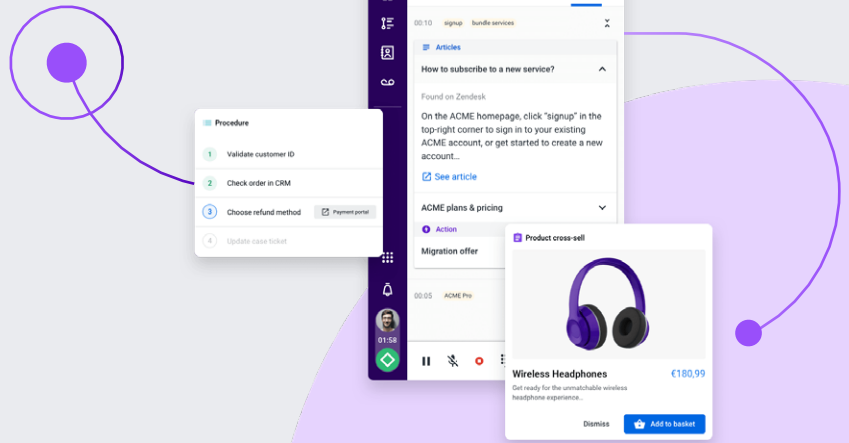 00:10 signup bundle services
Articles
How to subscribe to a new service?
Found on Zendesk
On the ACME homepage, click "signup" in the
top-right corner to sign in to your existing
ACME account, or get started to create a new
account...
See article
ACME plans & pricing
Action
Migration offer
00:05 ACME Pro
01:58
Procedure
1 Validate customer ID
2 Check order in CRM
3 Choose refund method Payment portal
4 Update case ticket
Product cross-sell
Wireless Headphones €180,99
Get ready for the unmatchable wireless
headphone experience...
Dismiss Add to basket